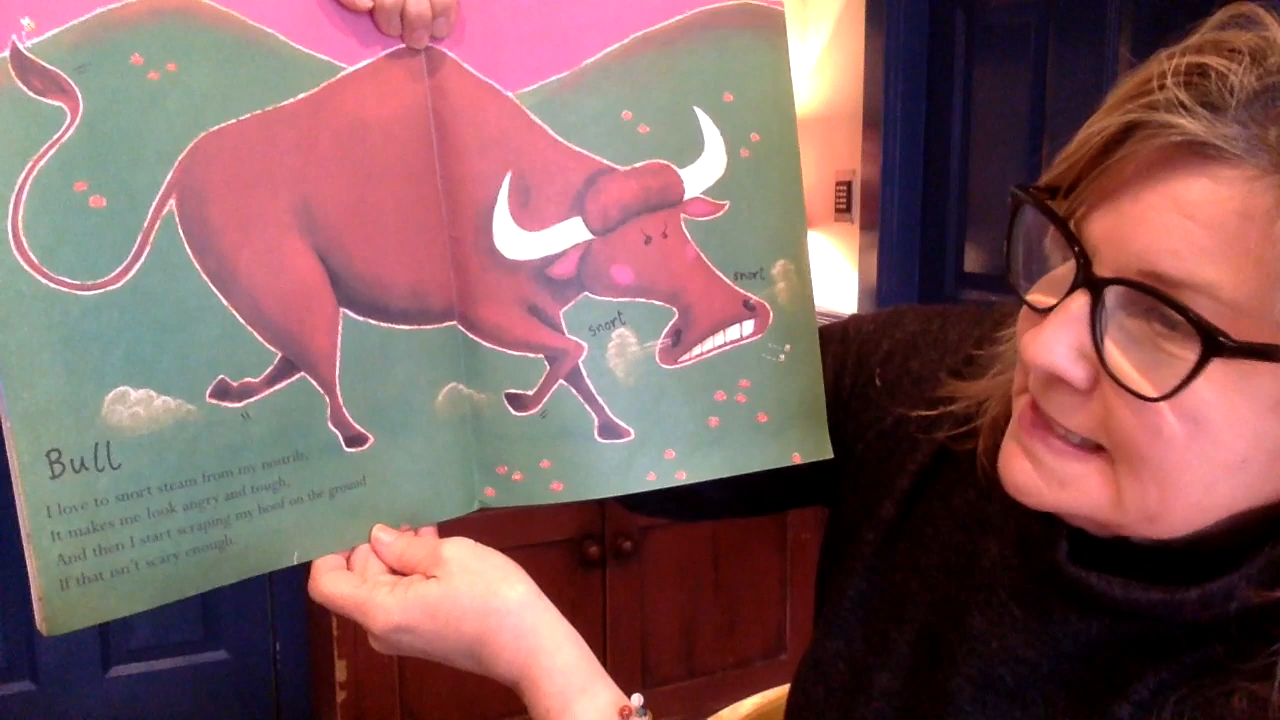 snort
snort
Bull
I love to snort steam from my nostrils,
It makes me look angry and tough,
And then I start scraping my hoof on the ground
If that isn't scary enough.